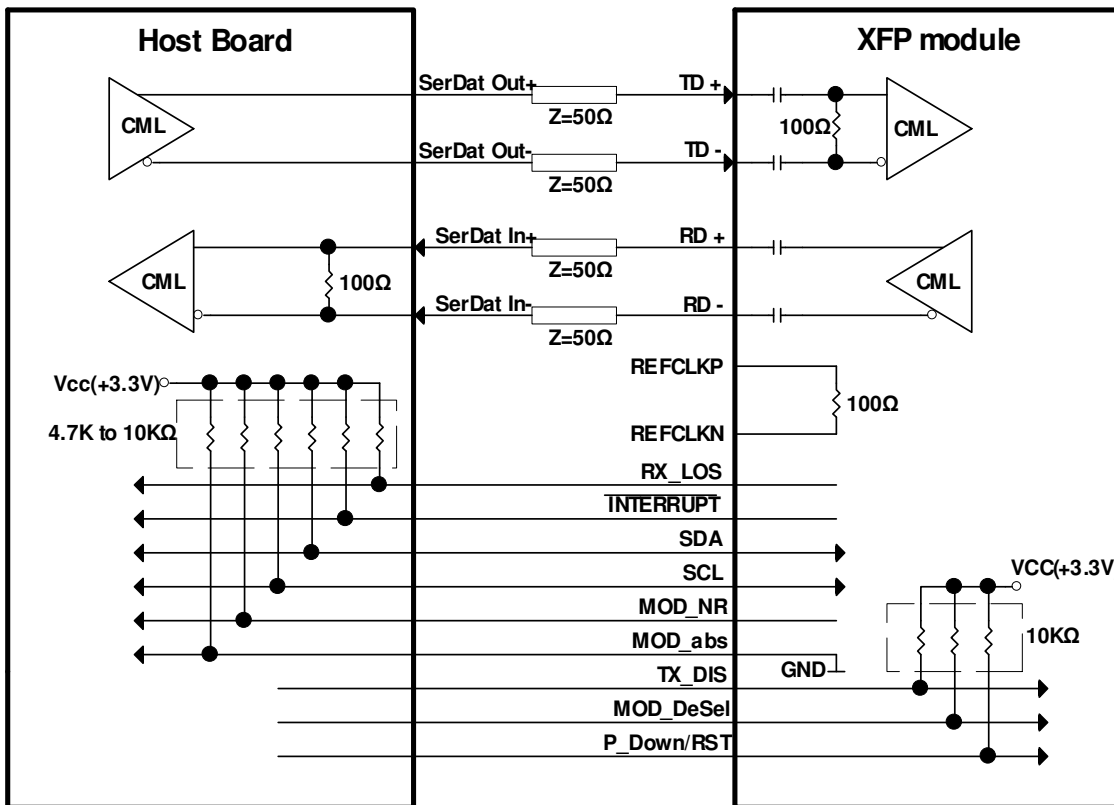 Host Board
XFP module
SerDat Out+
TD +
CML
Z=50Ω
100Ω
CML
SerDat Out-
TD -
Z=50Ω
SerDat In+
RD +
CML
Z=50Ω
100Ω
CML
SerDat In-
RD -
Z=50Ω
REFCLKP
Vcc(+3.3V)
100Ω
4.7K to 10KΩ
REFCLKN
RX_LOS
INTERRUPT
SDA
SCL
VCC(+3.3V
MOD_NR
MOD_abs
10KΩ
GND
TX_DIS
MOD_DeSel
P_Down/RST